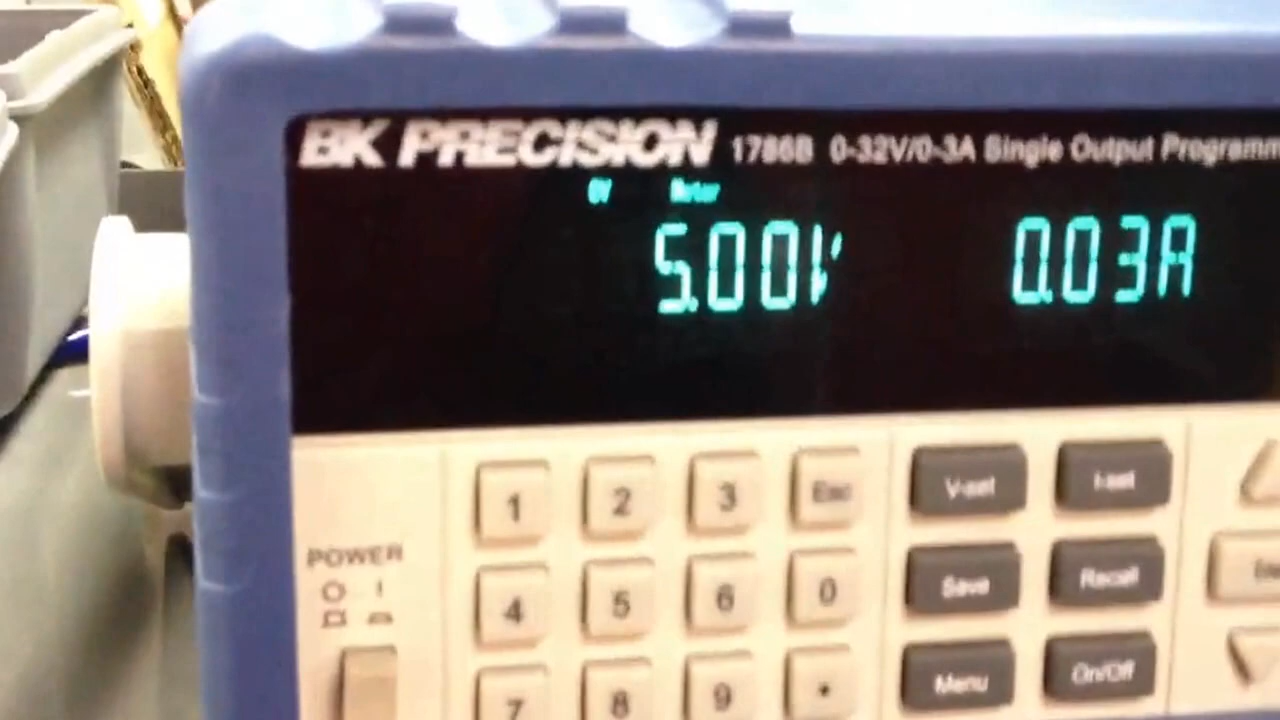 BK PRECISION 1786B 0-32V/0-3A Single Output Programm
Meter
5.00V 0.03A
1 2 3 Esc V-set I-set
POWER
4 5 6 0 Save Recall
7 8 9 . Menu On/Off